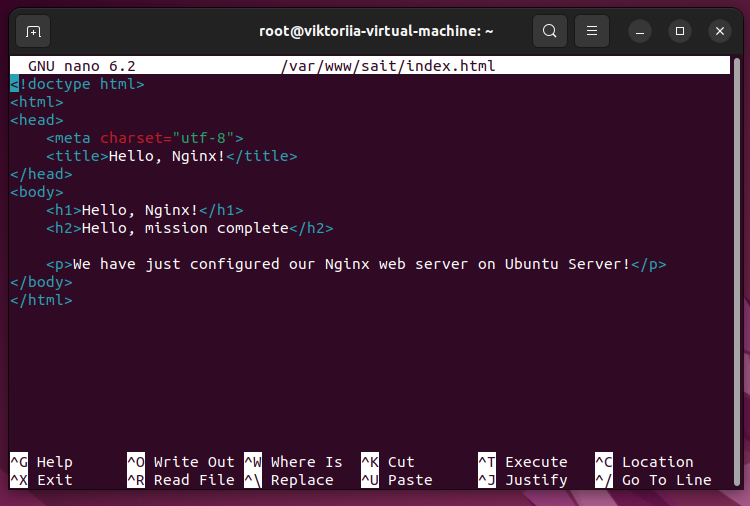 root@viktoriia-virtual-machine: ~
GNU nano 6.2 /var/www/sait/index.html
<!doctype html>
<html>
<head>
    <meta charset="utf-8">
    <title>Hello, Nginx!</title>
</head>
<body>
    <h1>Hello, Nginx!</h1>
    <h2>Hello, mission complete</h2>

    <p>We have just configured our Nginx web server on Ubuntu Server!</p>
</body>
</html>
^G Help ^O Write Out ^W Where Is ^K Cut ^T Execute ^C Location
^X Exit ^R Read File ^\ Replace ^U Paste ^J Justify ^/ Go To Line